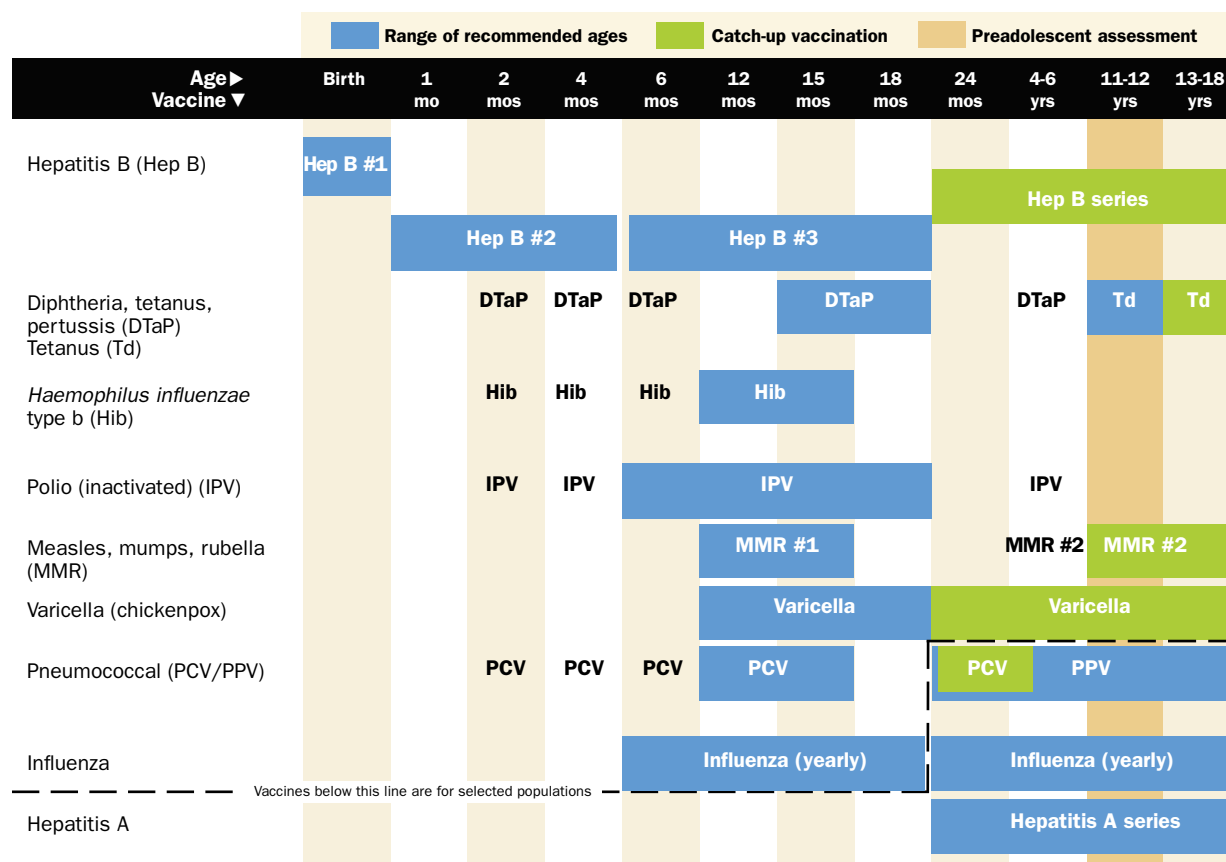 Range of recommended ages Catch-up vaccination Preadolescent assessment
Age▶ Birth 1 2 4 6 12 15 18 24 4-6 11-12 13-18
Vaccine▼ mo mos mos mos mos mos mos mos yrs yrs yrs
Hepatitis B (Hep B) Hep B #1
Hep B series
Hep B #2 Hep B #3
Diphtheria, tetanus, DTaP DTaP DTaP DTaP DTaP Td Td
pertussis (DTaP)
Tetanus (Td)
Haemophilus influenzae Hib Hib Hib Hib
type b (Hib)
Polio (inactivated) (IPV) IPV IPV IPV IPV
Measles, mumps, rubella MMR #1 MMR #2 MMR #2
(MMR)
Varicella (chickenpox) Varicella Varicella
Pneumococcal (PCV/PPV) PCV PCV PCV PCV PCV PPV
Influenza Influenza (yearly) Influenza (yearly)
Vaccines below this line are for selected populations
Hepatitis A Hepatitis A series